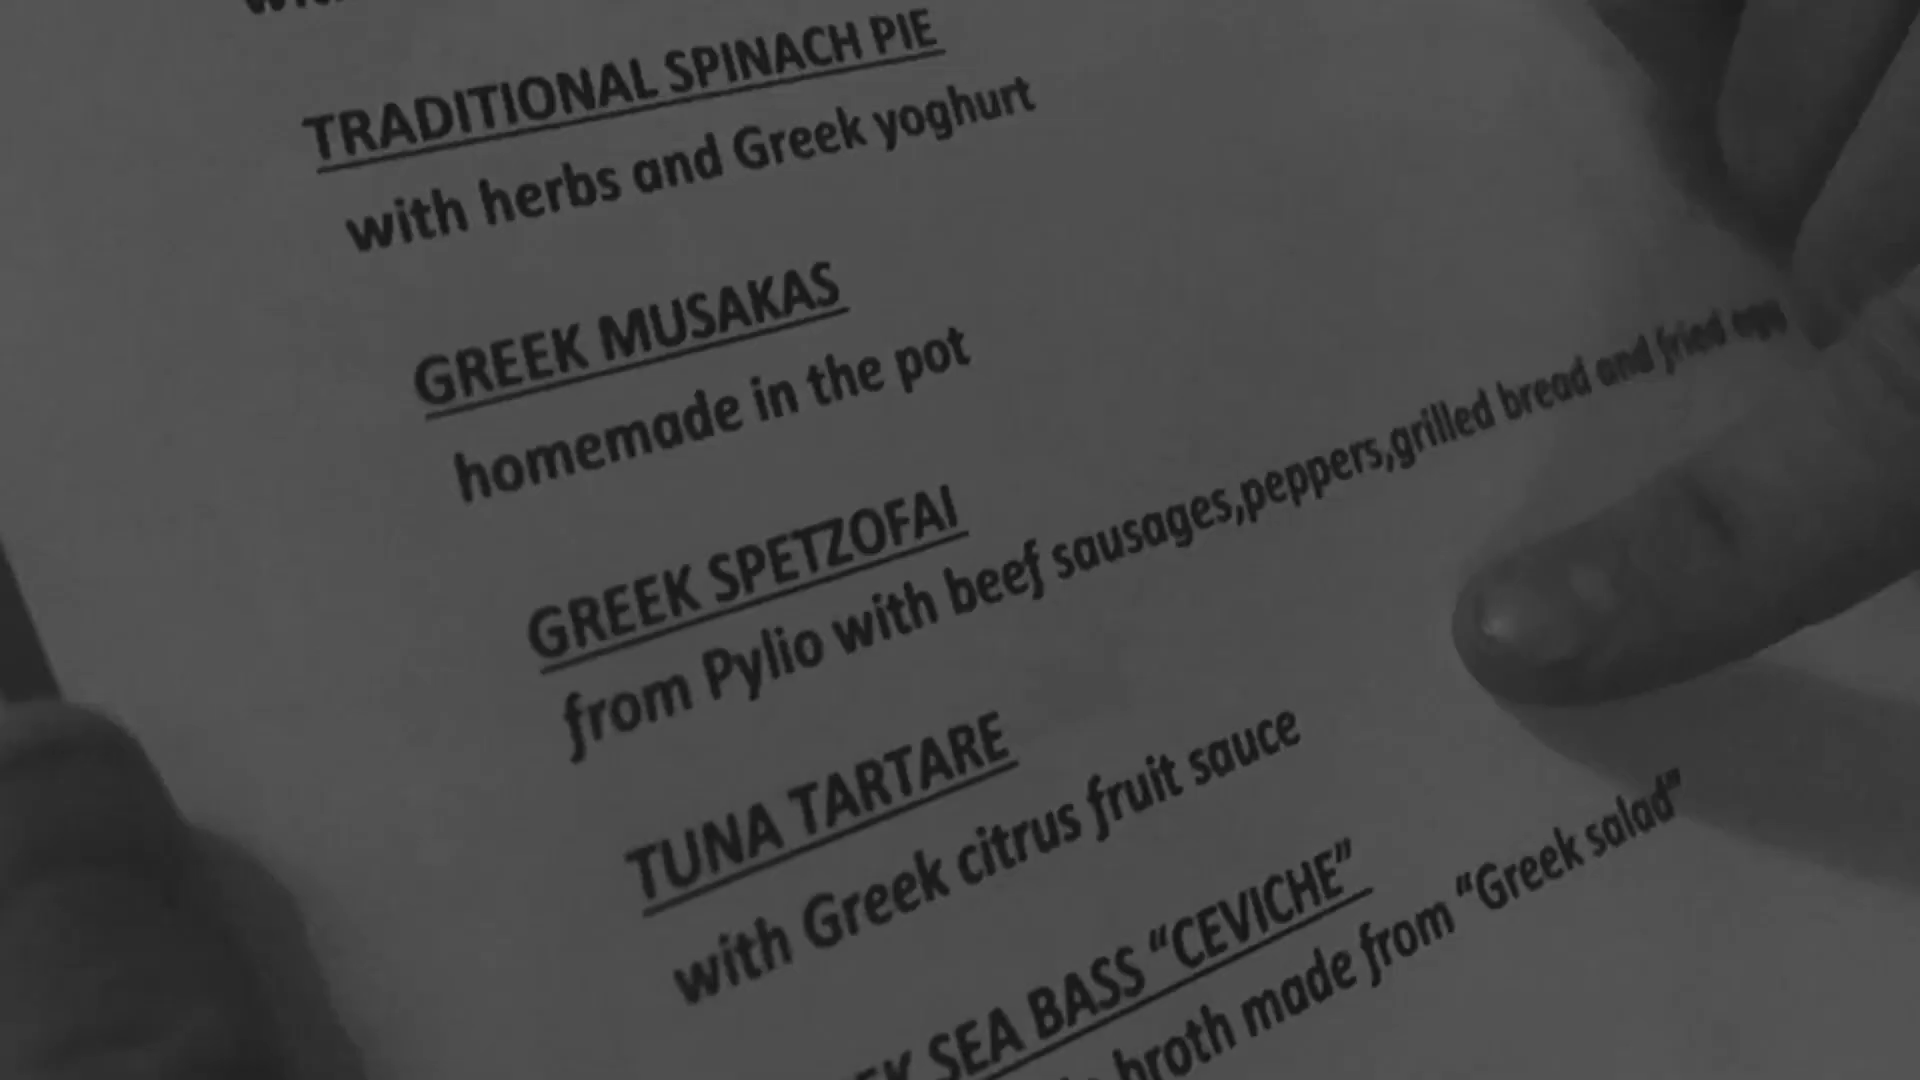 TRADITIONAL SPINACH PIE
with herbs and Greek yoghurt
GREEK MUSAKAS
homemade in the pot
GREEK SPETZOFAI
from Pylio with beef sausages,peppers,grilled bread and fried egg
TUNA TARTARE
with Greek citrus fruit sauce
SEA BASS “CEVICHE”
broth made from “Greek salad”